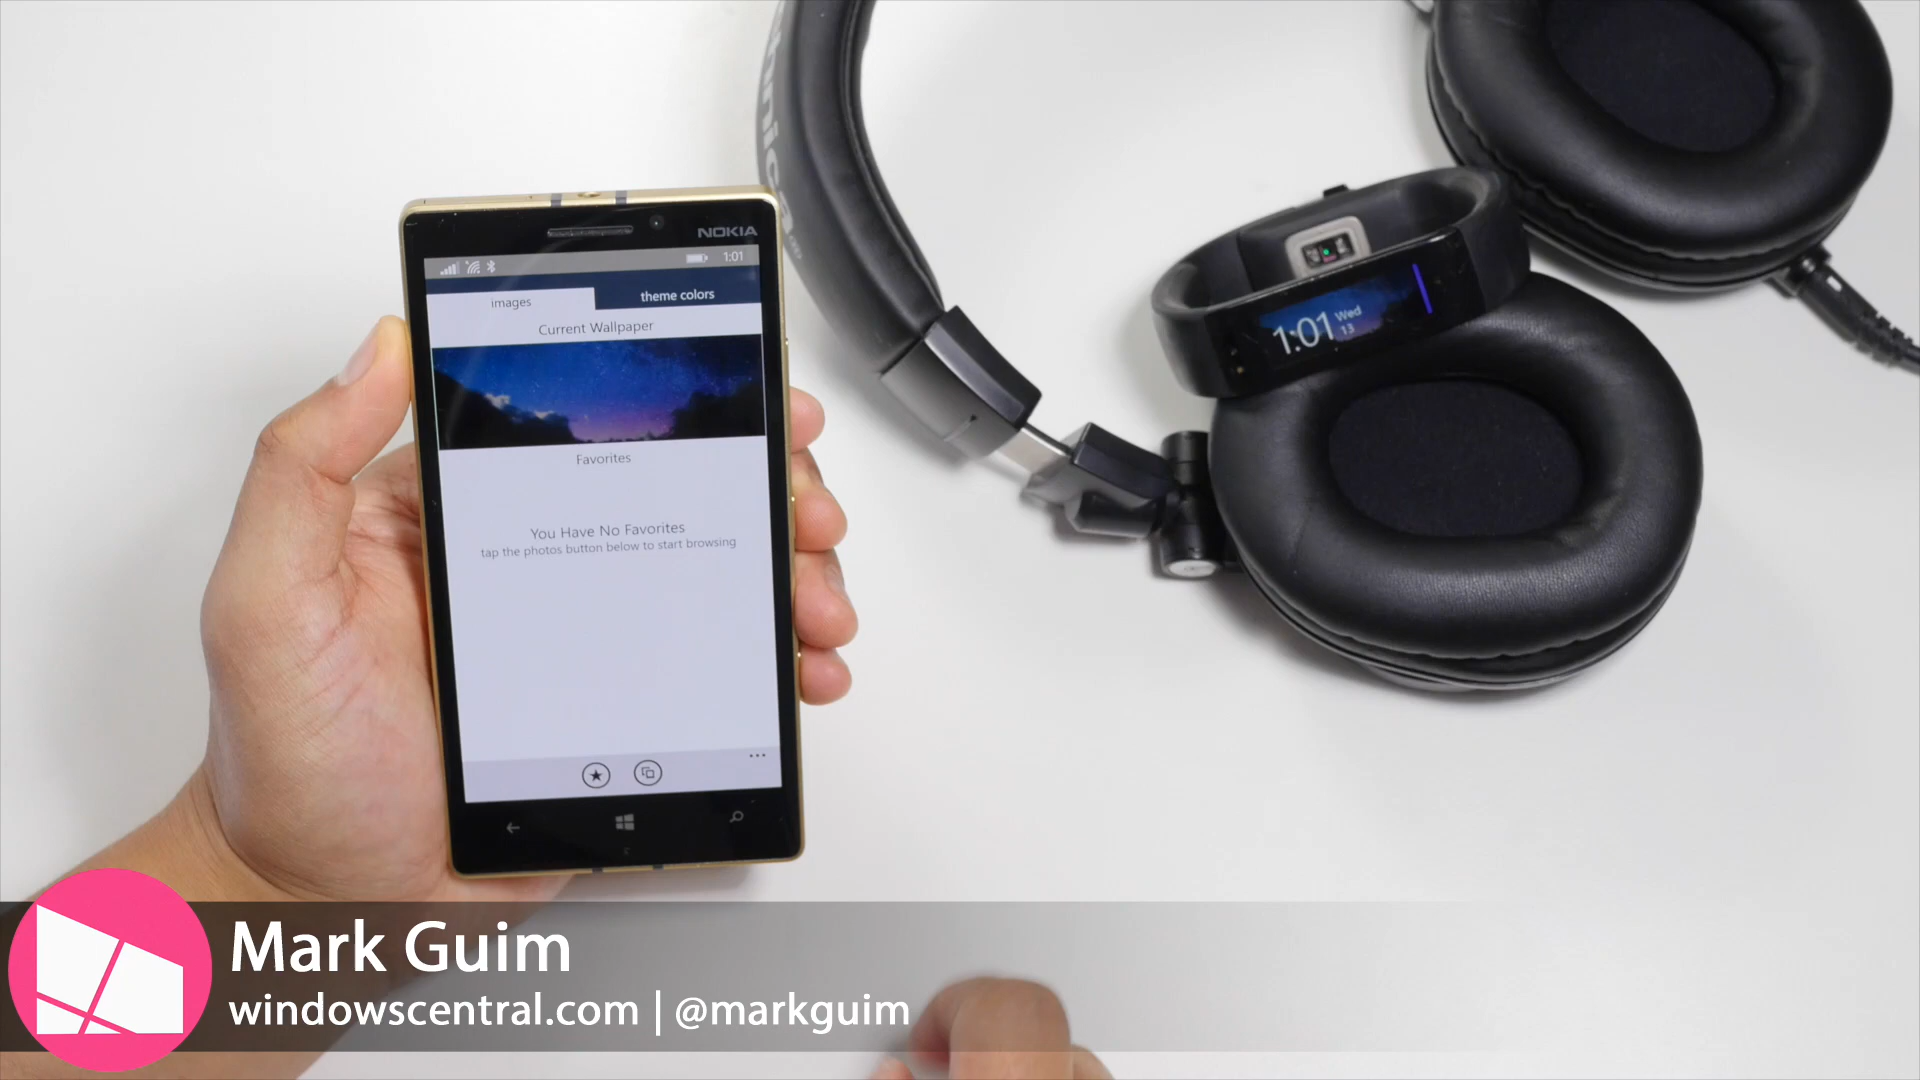 thnica
NOKIA
1:01
images
theme colors
Current Wallpaper
Favorites
You Have No Favorites
tap the photos button below to start browsing
1:01 Wed
13
Mark Guim
windowscentral.com | @markguim